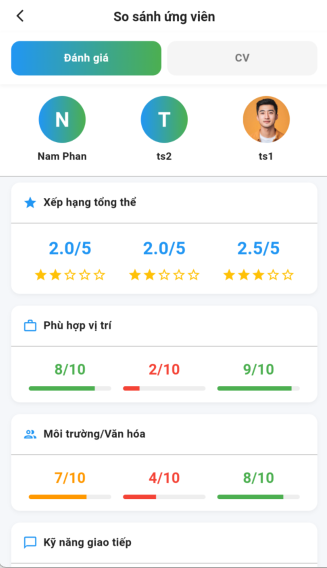 So sánh ứng viên
Đánh giá
CV
N
T
Nam Phan
ts2
ts1
Xếp hạng tổng thể
2.0/5
2.0/5
2.5/5
Phù hợp vị trí
8/10
2/10
9/10
Môi trường/Văn hóa
7/10
4/10
8/10
Kỹ năng giao tiếp